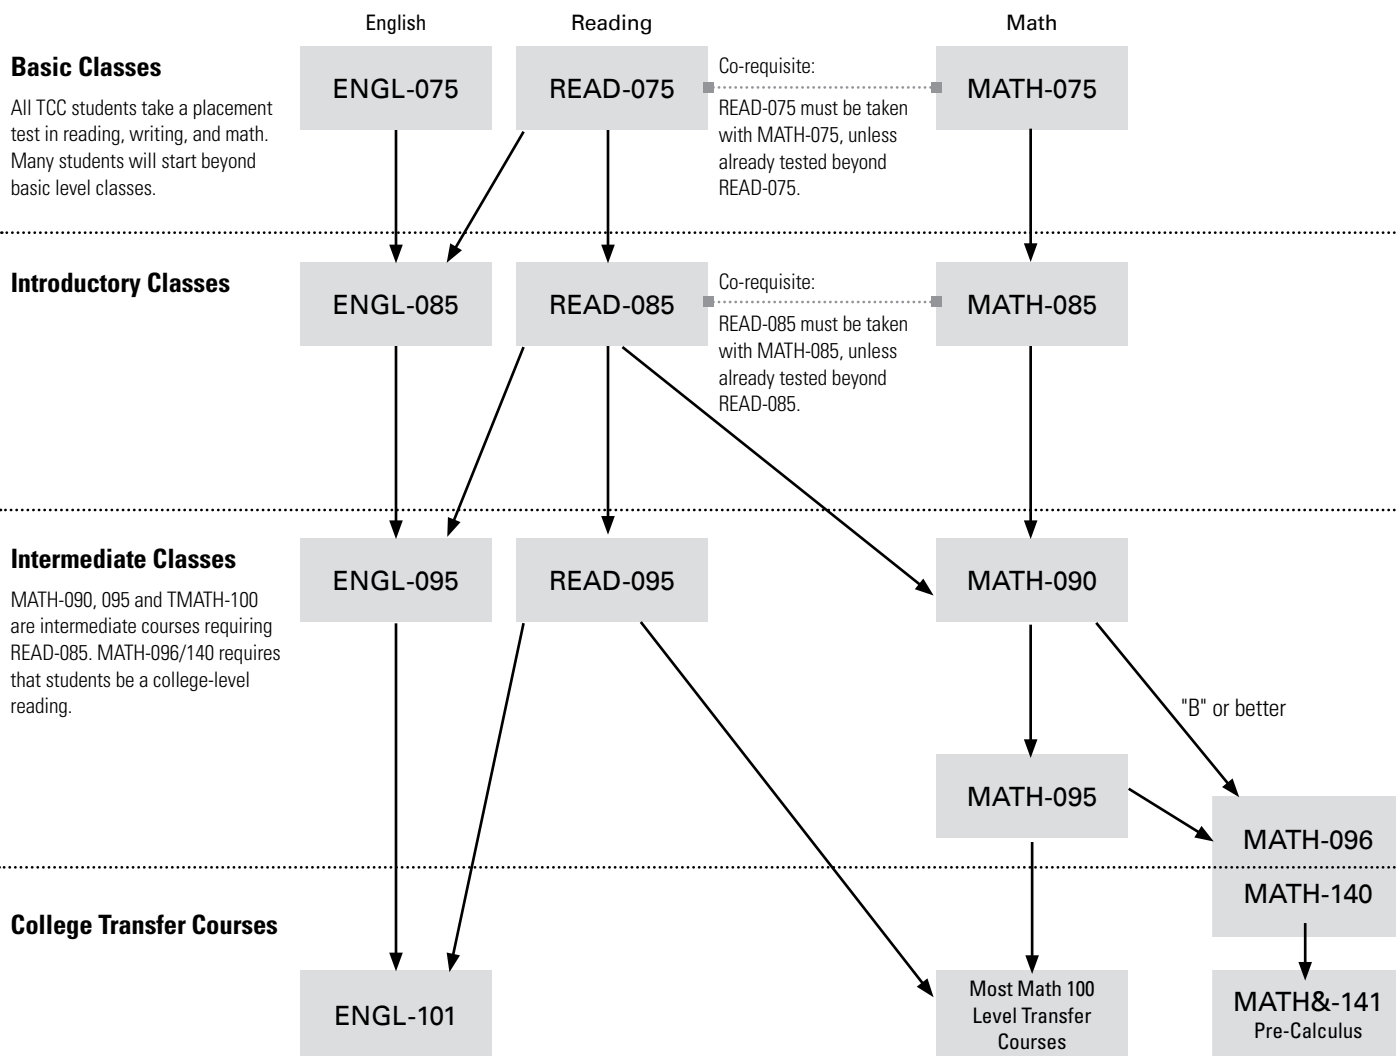 English
Reading
Math
Basic Classes
All TCC students take a placement
test in reading, writing, and math.
Many students will start beyond
basic level classes.
ENGL-075
READ-075
Co-requisite:
READ-075 must be taken
with MATH-075, unless
already tested beyond
READ-075.
MATH-075
Introductory Classes
ENGL-085
READ-085
Co-requisite:
READ-085 must be taken
with MATH-085, unless
already tested beyond
READ-085.
MATH-085
Intermediate Classes
MATH-090, 095 and TMATH-100
are intermediate courses requiring
READ-085. MATH-096/140 requires
that students be a college-level
reading.
ENGL-095
READ-095
MATH-090
"B" or better
MATH-095
MATH-096
MATH-140
College Transfer Courses
ENGL-101
Most Math 100
Level Transfer
Courses
MATH&-141
Pre-Calculus